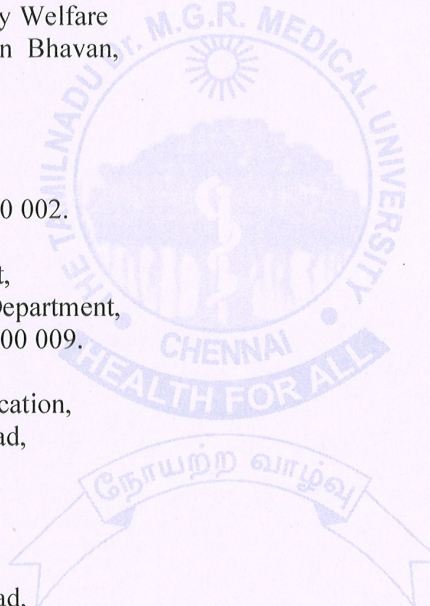 y Welfare
n Bhavan,
0 002.
t,
Department,
00 009.
cation,
ad,
ad,
THE TAMILNADU Dr. M.G.R. MEDICAL UNIVERSITY
CHENNAI
HEALTH FOR ALL
நோயற்ற வாழ்வு